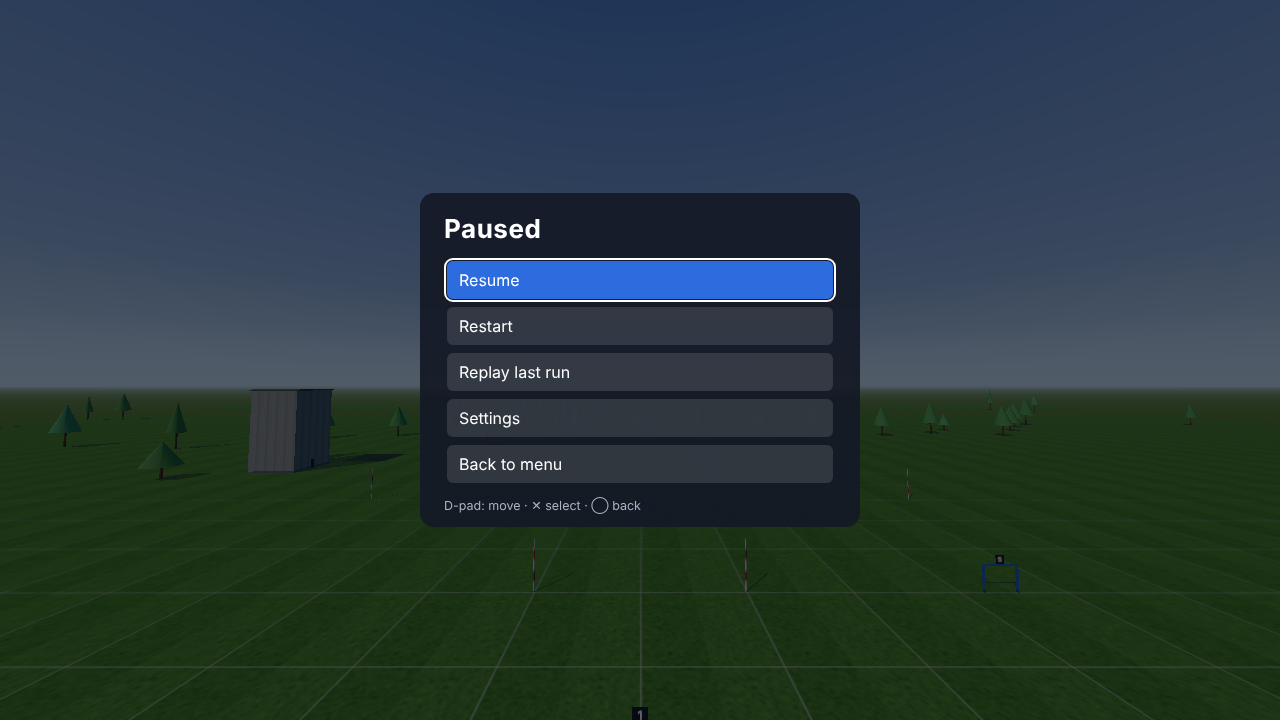 Paused
Resume
Restart
Replay last run
Settings
Back to menu
D-pad: move · ✕ select · ◯ back
1